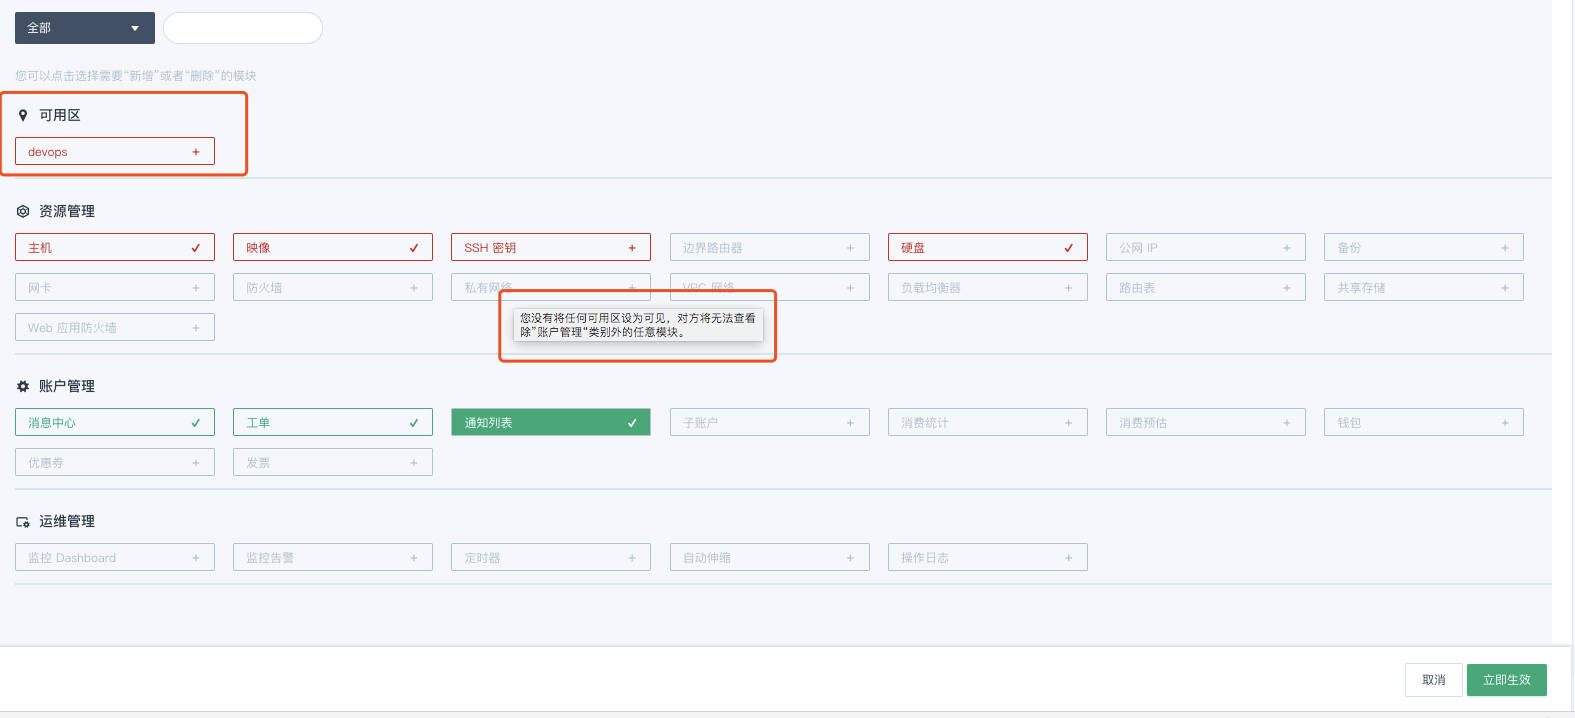 全部
您可以点击选择需要“新增”或者“删除”的模块
可用区
devops +
资源管理
主机 映像 SSH 密钥 + 边界路由器 + 硬盘 公网 IP + 备份 +
网卡 + 防火墙 + 私有网络 + VPC 网络 + 负载均衡器 + 路由表 + 共享存储 +
Web 应用防火墙 +
您没有将任何可用区设为可见，对方将无法查看
除”账户管理“类别外的任意模块。
账户管理
消息中心 工单 通知列表 子账户 + 消费统计 + 消费预估 + 钱包 +
优惠券 + 发票 +
运维管理
监控 Dashboard + 监控告警 + 定时器 + 自动伸缩 + 操作日志 +
取消 立即生效